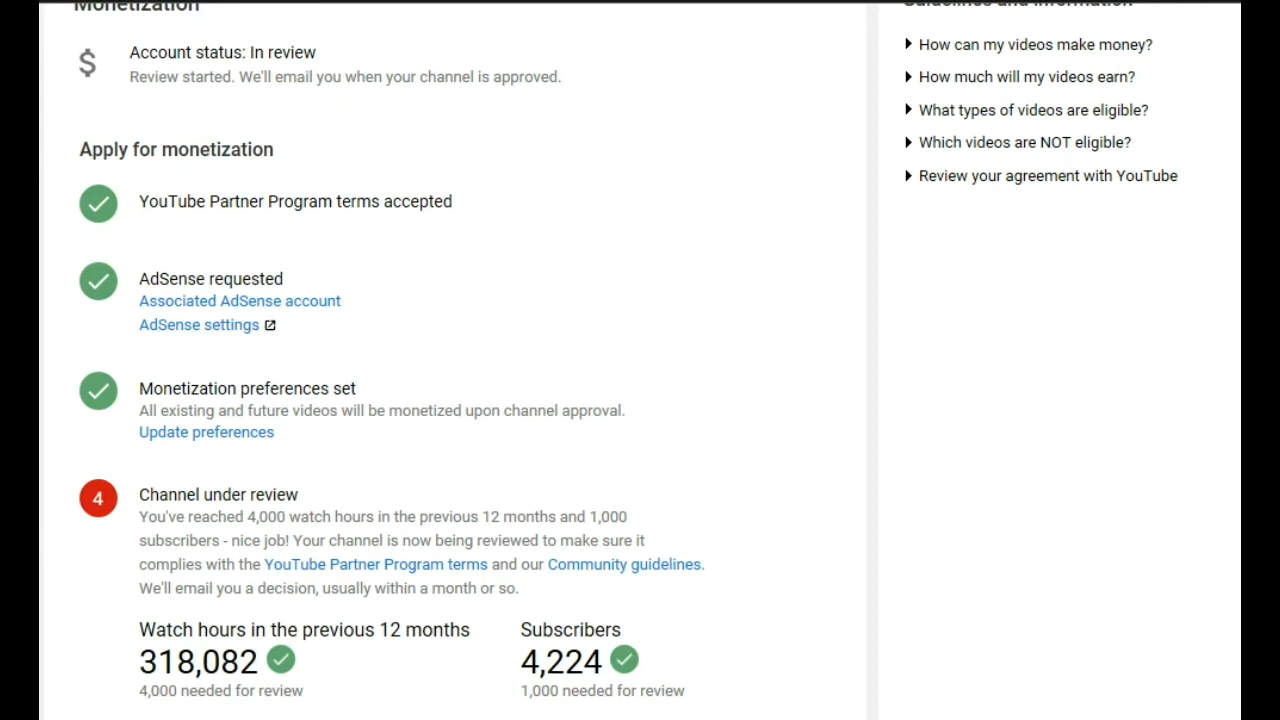 Monetization
Account status: In review
Review started. We'll email you when your channel is approved.
Apply for monetization
YouTube Partner Program terms accepted
AdSense requested
Associated AdSense account
AdSense settings
Monetization preferences set
All existing and future videos will be monetized upon channel approval.
Update preferences
4
Channel under review
You've reached 4,000 watch hours in the previous 12 months and 1,000
subscribers - nice job! Your channel is now being reviewed to make sure it
complies with the YouTube Partner Program terms and our Community guidelines.
We'll email you a decision, usually within a month or so.
Watch hours in the previous 12 months
318,082
4,000 needed for review
Subscribers
4,224
1,000 needed for review
Guidelines and information
How can my videos make money?
How much will my videos earn?
What types of videos are eligible?
Which videos are NOT eligible?
Review your agreement with YouTube